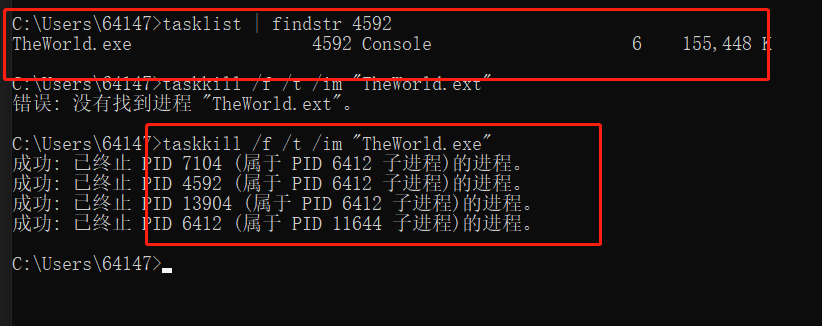 C:\Users\64147>tasklist | findstr 4592
TheWorld.exe 4592 Console 6 155,448 K
C:\Users\64147>taskkill /f /t /im "TheWorld.ext"
错误: 没有找到进程 "TheWorld.ext"。
C:\Users\64147>taskkill /f /t /im "TheWorld.exe"
成功: 已终止 PID 7104 (属于 PID 6412 子进程)的进程。
成功: 已终止 PID 4592 (属于 PID 6412 子进程)的进程。
成功: 已终止 PID 13904 (属于 PID 6412 子进程)的进程。
成功: 已终止 PID 6412 (属于 PID 11644 子进程)的进程。
C:\Users\64147>